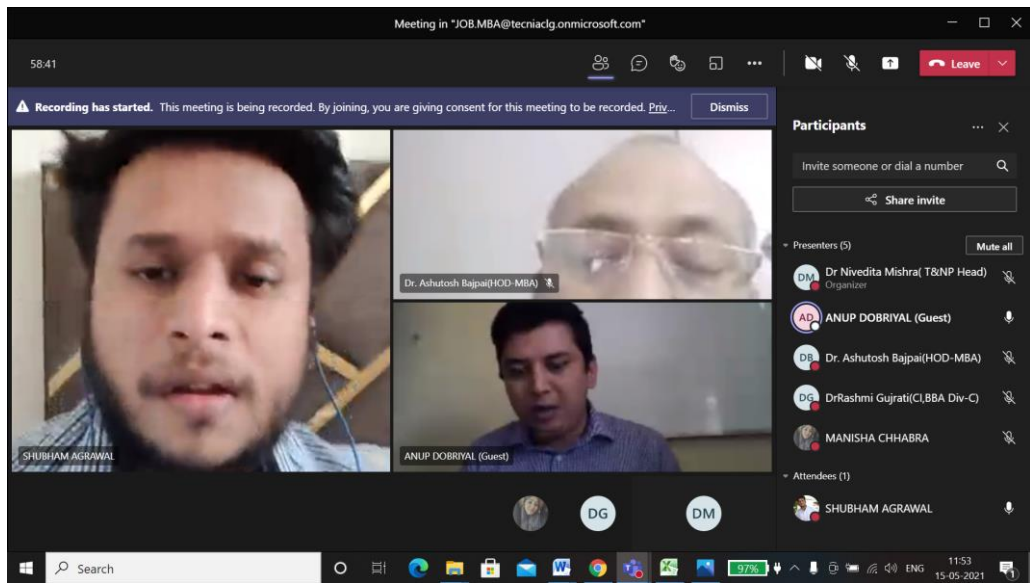 Meeting in "JOB.MBA@tecniaclg.onmicrosoft.com"
58:41
Leave
Recording has started. This meeting is being recorded. By joining, you are giving consent for this meeting to be recorded. Priv...
Dismiss
Participants
Invite someone or dial a number
Share invite
Presenters (5)
Mute all
DM
Dr Nivedita Mishra( T&NP Head)
Organizer
AD
ANUP DOBRIYAL (Guest)
DB
Dr. Ashutosh Bajpai(HOD-MBA)
DG
DrRashmi Gujrati(CI,BBA Div-C)
MANISHA CHHABRA
Attendees (1)
SHUBHAM AGRAWAL
Dr. Ashutosh Bajpai(HOD-MBA)
SHUBHAM AGRAWAL
ANUP DOBRIYAL (Guest)
DG
DM
Search
97%
ENG
11:53
15-05-2021